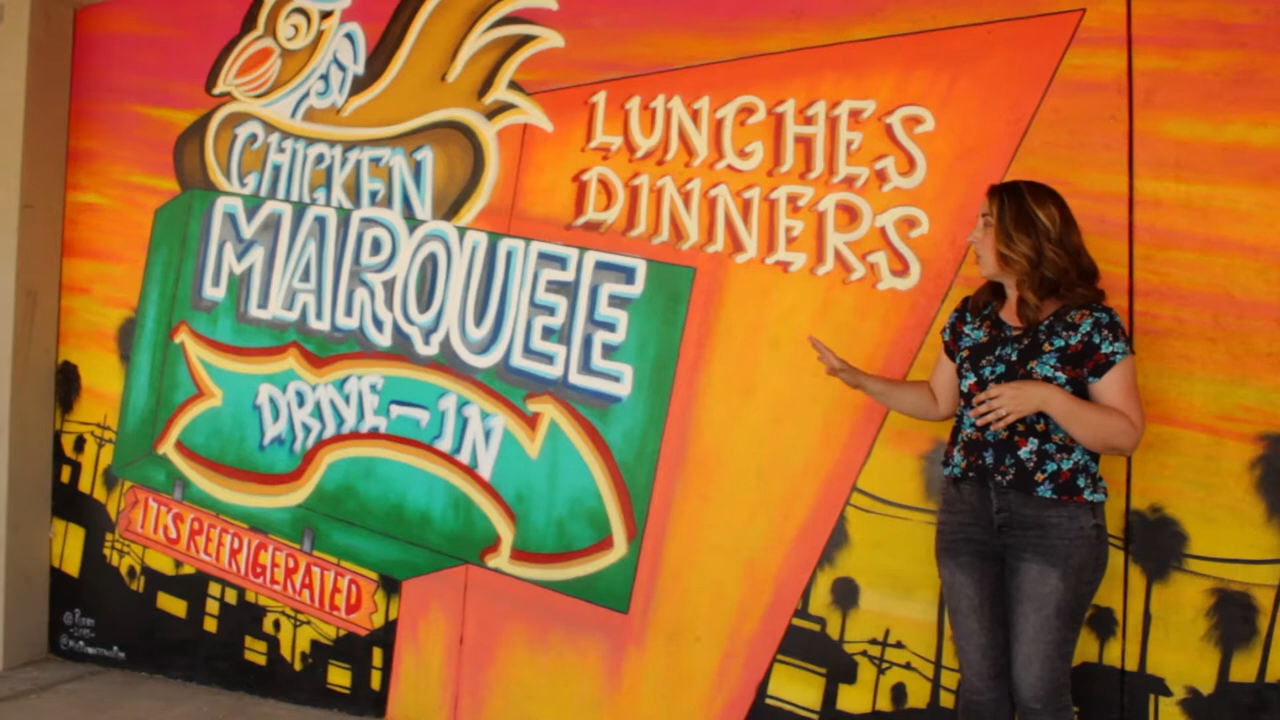 CHICKEN
MARQUEE
DRIVE-IN
IT'S REFRIGERATED
LUNCHES
DINNERS